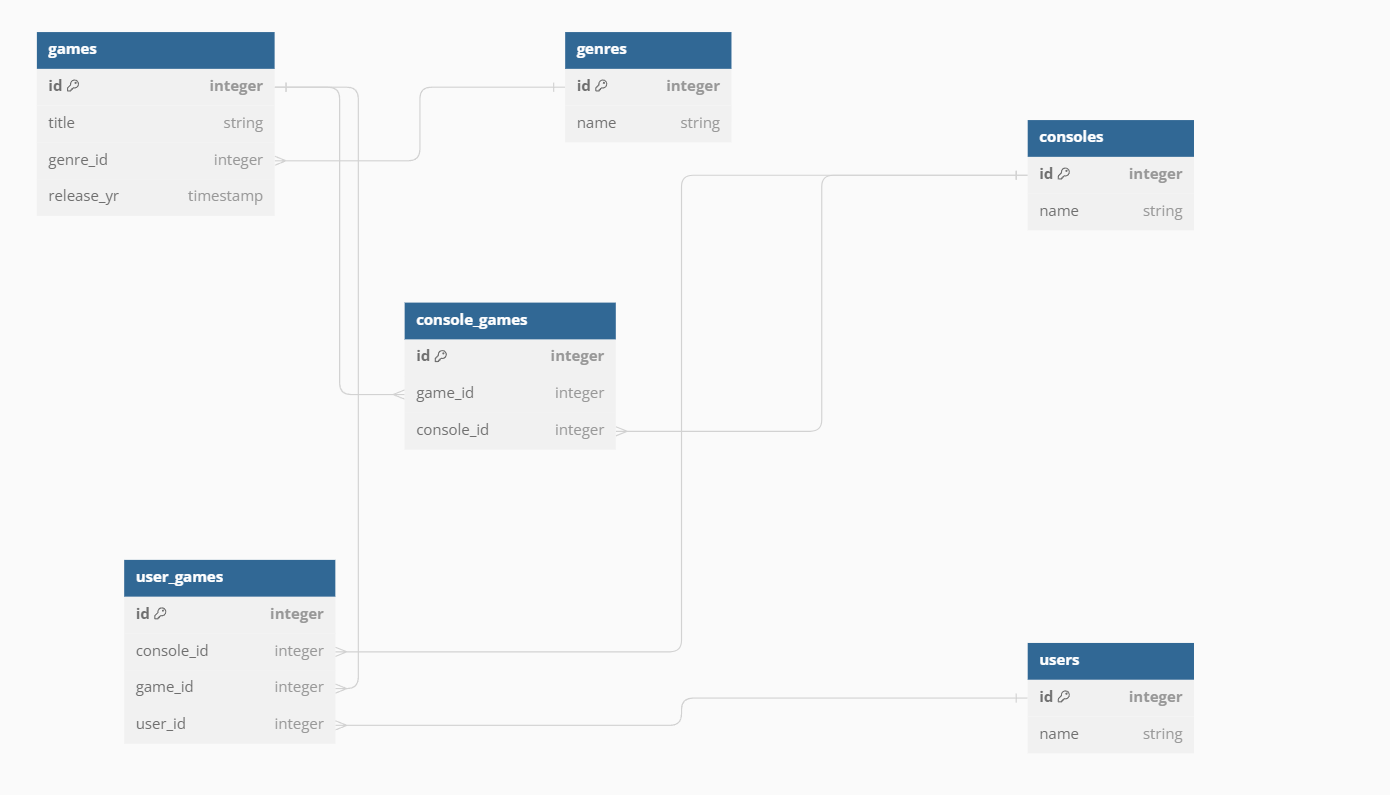 games
id integer
title string
genre_id integer
release_yr timestamp
genres
id integer
name string
consoles
id integer
name string
console_games
id integer
game_id integer
console_id integer
user_games
id integer
console_id integer
game_id integer
user_id integer
users
id integer
name string